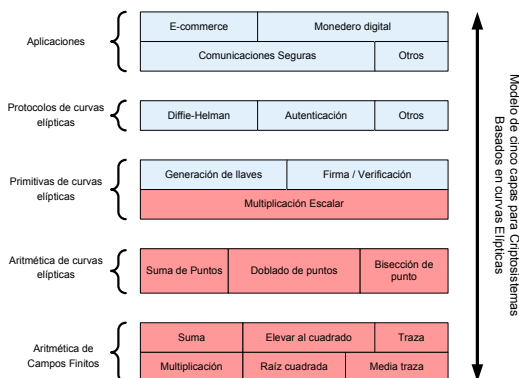 Aplicaciones
E-commerce
Monedero digital
Comunicaciones Seguras
Otros
Protocolos de curvas
elípticas
Diffie-Helman
Autenticación
Otros
Primitivas de curvas
elípticas
Generación de llaves
Firma / Verificación
Multiplicación Escalar
Aritmética de curvas
elípticas
Suma de Puntos
Doblado de puntos
Bisección de
punto
Aritmética de
Campos Finitos
Suma
Elevar al cuadrado
Traza
Multiplicación
Raíz cuadrada
Media traza
Modelo de cinco capas para Criptosistemas
Basados en curvas Elípticas